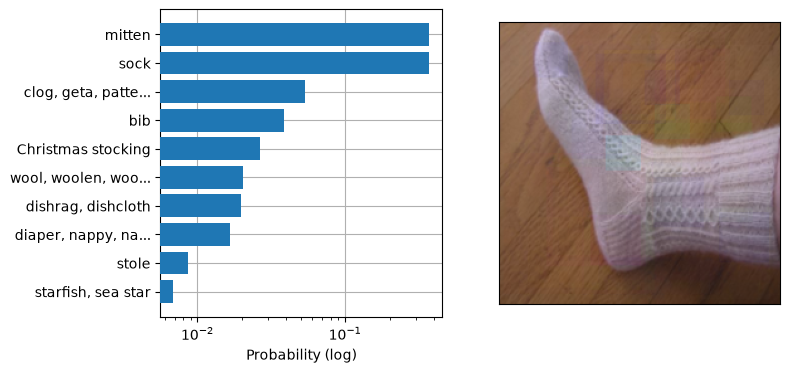 mitten
sock
clog, geta, patte...
bib
Christmas stocking
wool, woolen, woo...
dishrag, dishcloth
diaper, nappy, na...
stole
starfish, sea star
10⁻² 10⁻¹
Probability (log)